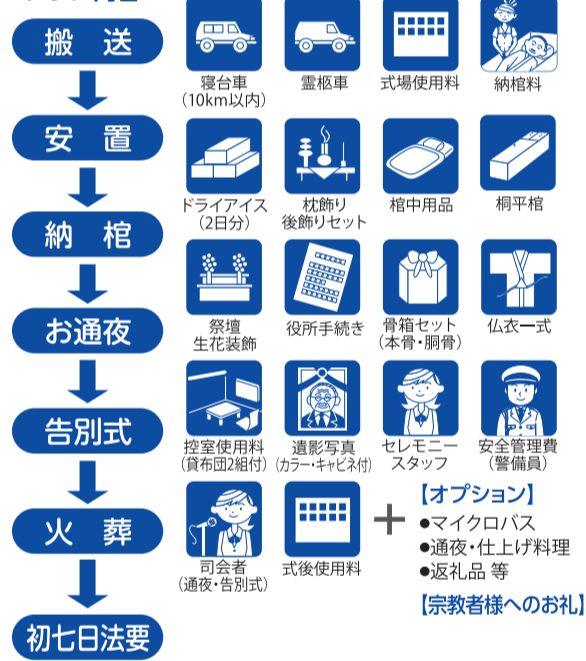 搬送
安置
納棺
お通夜
告別式
火葬
初七日法要
寝台車
(10km以内)
霊柩車
式場使用料
納棺料
ドライアイス
(2日分)
枕飾り
後飾りセット
棺中用品
桐平棺
祭壇
生花装飾
役所手続き
骨箱セット
(本骨・胴骨)
仏衣一式
控室使用料
(貸布団2組付)
遺影写真
(カラー・キャビネ付)
セレモニー
スタッフ
安全管理費
(警備員)
司会者
(通夜・告別式)
式後使用料
+
【オプション】
●マイクロバス
●通夜・仕上げ料理
●返礼品 等
【宗教者様へのお礼】